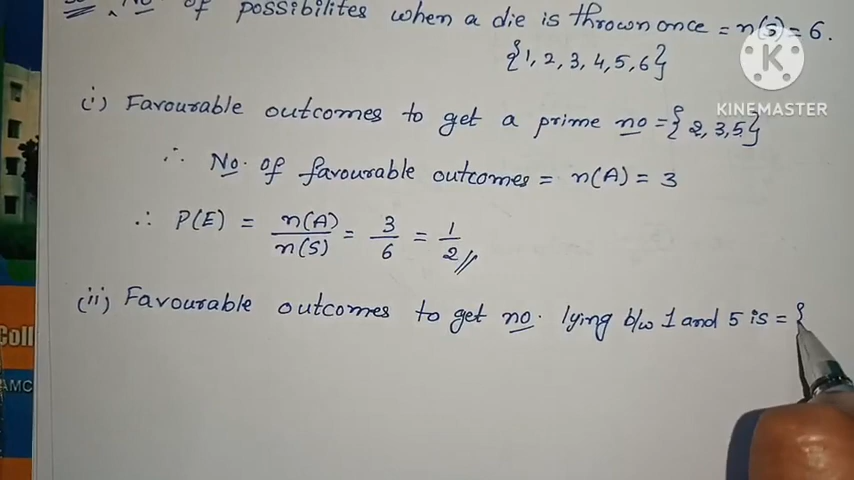 No of possibilites when a die is thrown once = n(S) = 6.
{1, 2, 3, 4, 5, 6}
KINEMASTER
(i) Favourable outcomes to get a prime no = {2, 3, 5}
∴ No. of favourable outcomes = n(A) = 3
∴ P(E) = n(A)/n(S) = 3/6 = 1/2 //
(ii) Favourable outcomes to get no. lying b/w 1 and 5 is = {
Coll
AMC